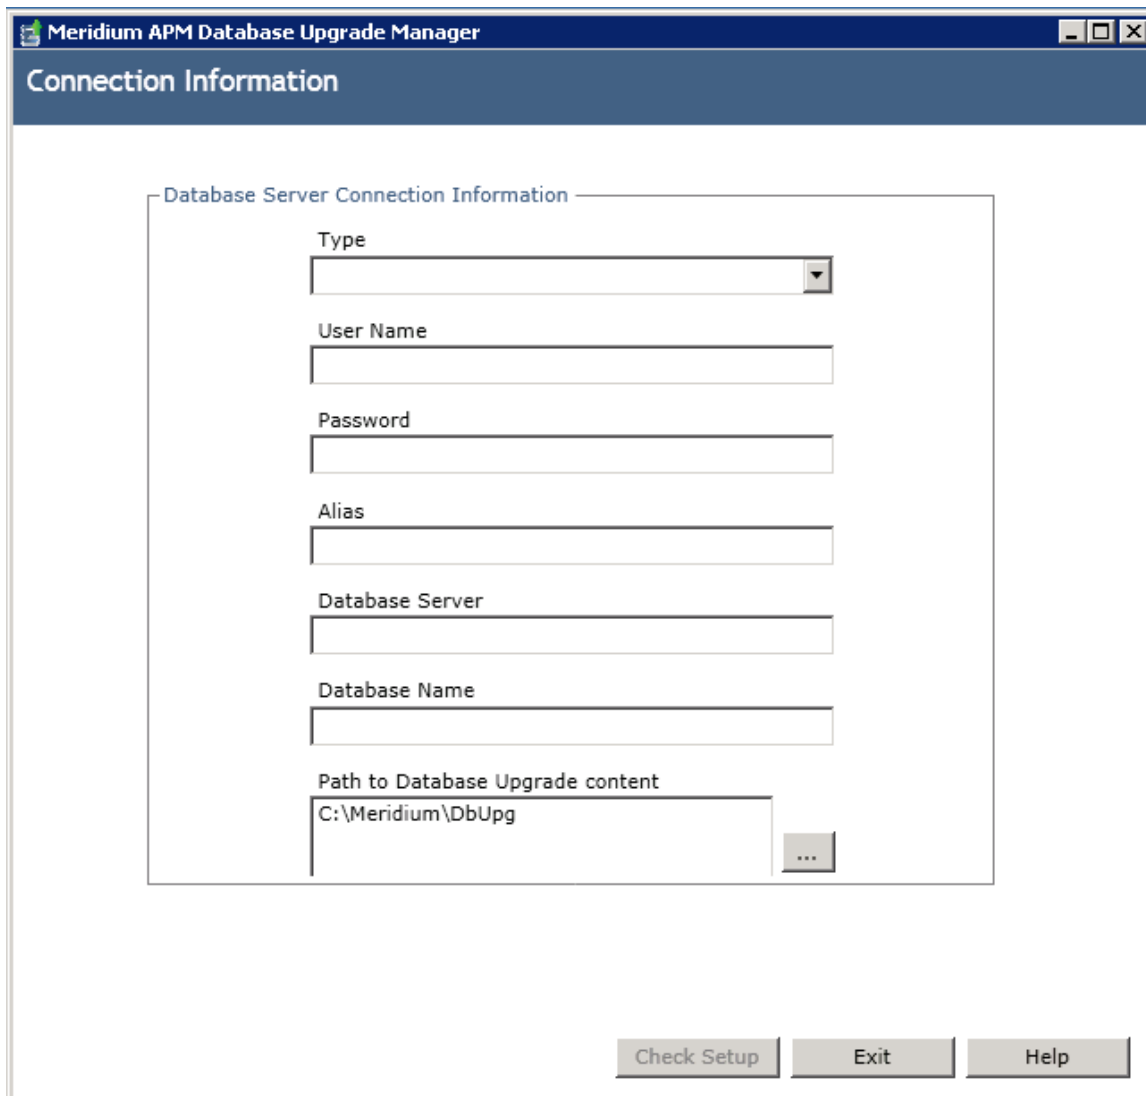 Meridium APM Database Upgrade Manager
Connection Information
Database Server Connection Information
Type
User Name
Password
Alias
Database Server
Database Name
Path to Database Upgrade content
C:\Meridium\DbUpg
...
Check Setup Exit Help